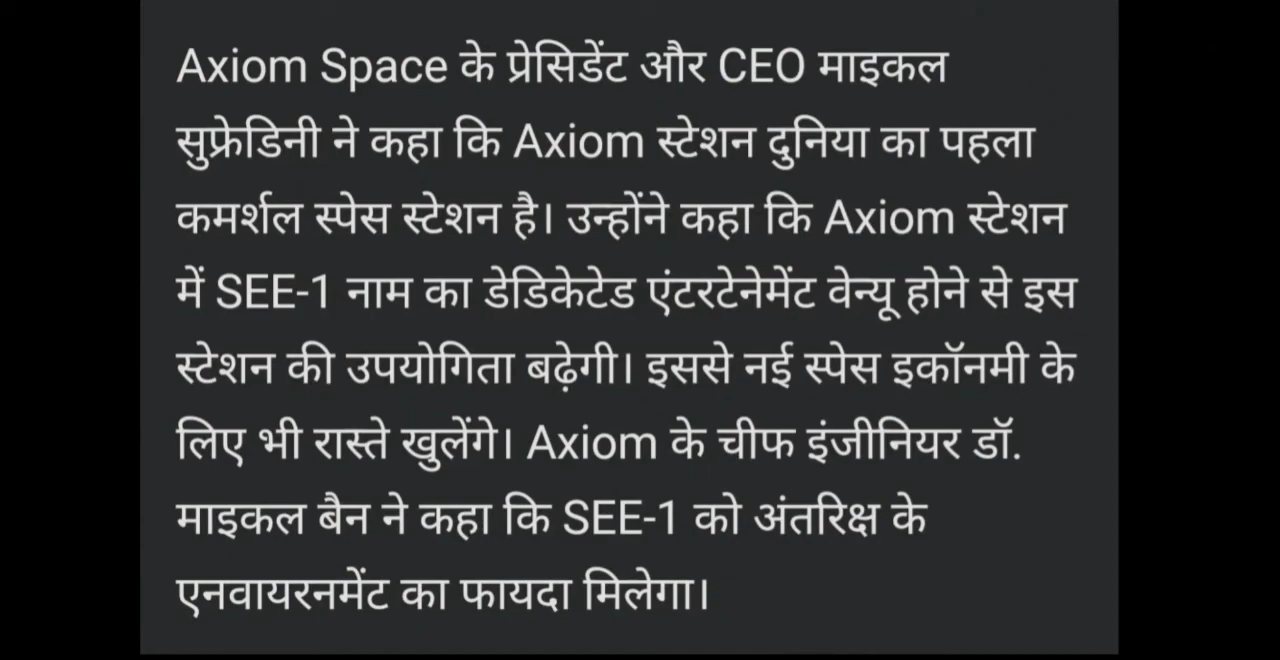 Axiom Space के प्रेसिडेंट और CEO माइकल
सुफ्रेडिनी ने कहा कि Axiom स्टेशन दुनिया का पहला
कमर्शल स्पेस स्टेशन है। उन्होंने कहा कि Axiom स्टेशन
में SEE-1 नाम का डेडिकेटेड एंटरटेनेमेंट वेन्यू होने से इस
स्टेशन की उपयोगिता बढ़ेगी। इससे नई स्पेस इकॉनमी के
लिए भी रास्ते खुलेंगे। Axiom के चीफ इंजीनियर डॉ.
माइकल बैन ने कहा कि SEE-1 को अंतरिक्ष के
एनवायरनमेंट का फायदा मिलेगा।